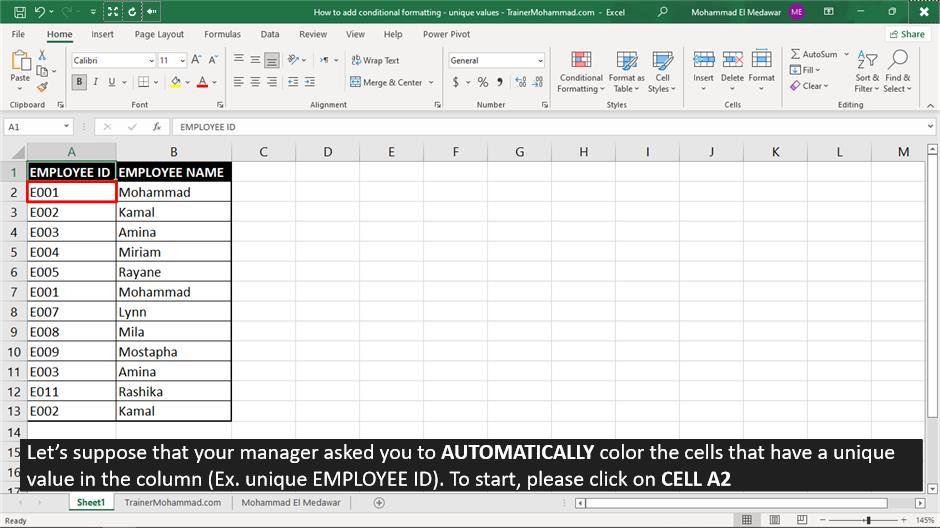 How to add conditional formatting - unique values - TrainerMohammad.com - Excel
Mohammad El Medawar ME
File Home Insert Page Layout Formulas Data Review View Help Power Pivot Share
Paste
Clipboard
Calibri 11
B I U A
Font
Wrap Text
Merge & Center
Alignment
General
$ % 9
Number
Conditional Formatting
Format as Table
Cell Styles
Styles
Insert Delete Format
Cells
AutoSum
Fill
Clear
Sort & Filter
Find & Select
Editing
A1 fx EMPLOYEE ID
A B C D E F G H I J K L M
1 EMPLOYEE ID EMPLOYEE NAME
2 E001 Mohammad
3 E002 Kamal
4 E003 Amina
5 E004 Miriam
6 E005 Rayane
7 E001 Mohammad
8 E007 Lynn
9 E008 Mila
10 E009 Mostapha
11 E003 Amina
12 E011 Rashika
13 E002 Kamal
14
15
16
17
Let’s suppose that your manager asked you to AUTOMATICALLY color the cells that have a unique
value in the column (Ex. unique EMPLOYEE ID). To start, please click on CELL A2
Sheet1 TrainerMohammad.com Mohammad El Medawar
Ready 145%